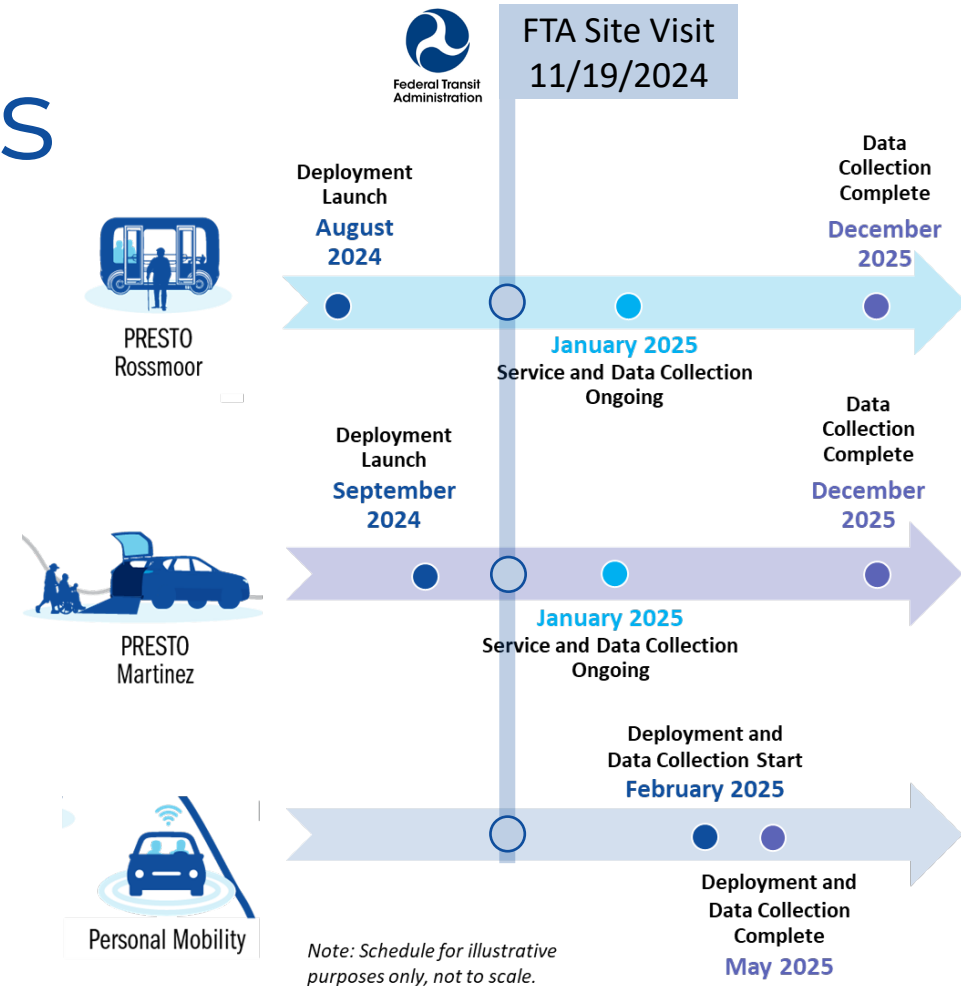 S
Federal Transit
Administration
FTA Site Visit
11/19/2024
Deployment
Launch
August
2024
Data
Collection
Complete
December
2025
PRESTO
Rossmoor
January 2025
Service and Data Collection
Ongoing
Deployment
Launch
September
2024
Data
Collection
Complete
December
2025
PRESTO
Martinez
January 2025
Service and Data Collection
Ongoing
Deployment and
Data Collection Start
February 2025
Personal Mobility
Deployment and
Data Collection
Complete
May 2025
Note: Schedule for illustrative
purposes only, not to scale.